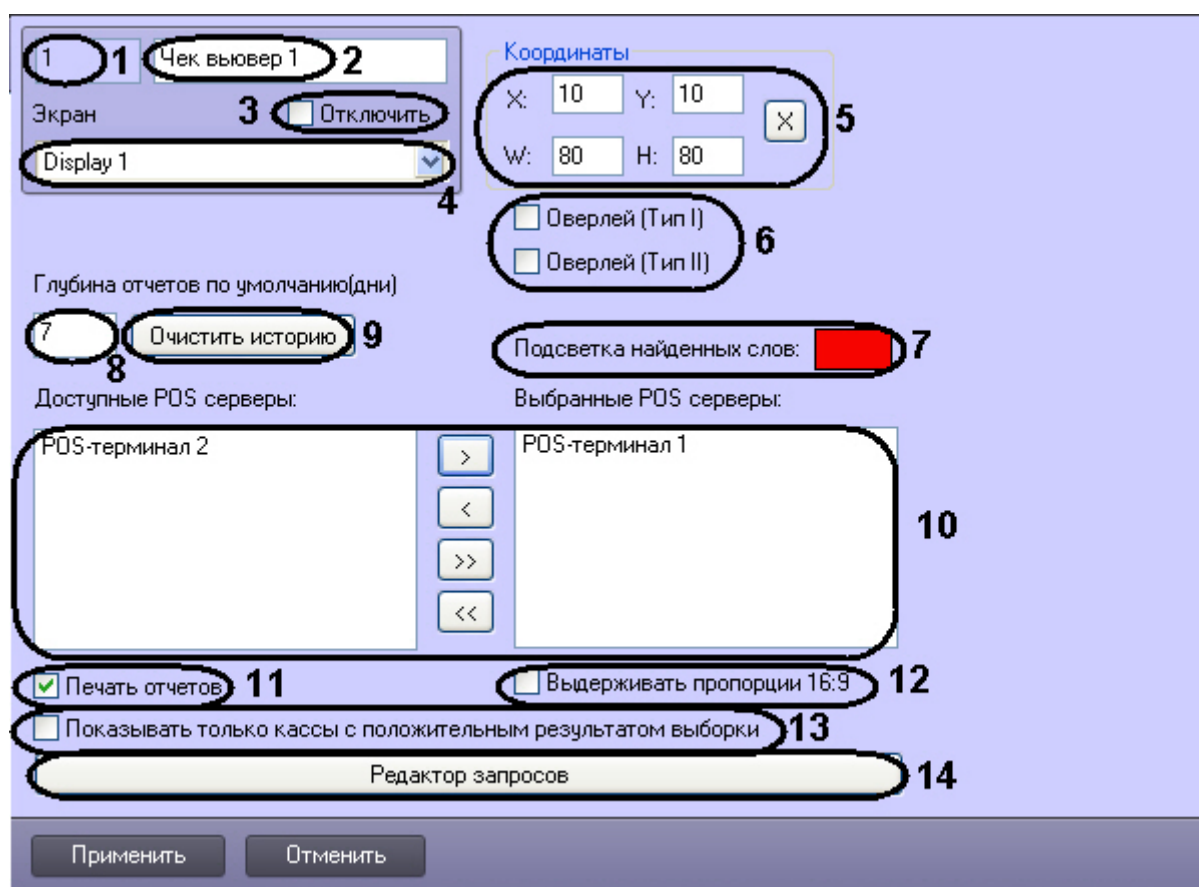 1 1 Чек вьювер 1 2
Экран 3 Отключить
Display 1
4
Координаты
X: 10 Y: 10 X 5
W: 80 H: 80
Оверлей (Тип I)
Оверлей (Тип II)
6
Глубина отчетов по умолчанию(дни)
7 Очистить историю 9
8
Подсветка найденных слов: 7
Доступные POS серверы: Выбранные POS серверы:
POS-терминал 2 > POS-терминал 1
<
>>
<<
10
Печать отчетов 11 Выдерживать пропорции 16:9 12
Показывать только кассы с положительным результатом выборки 13
Редактор запросов 14
Применить Отменить